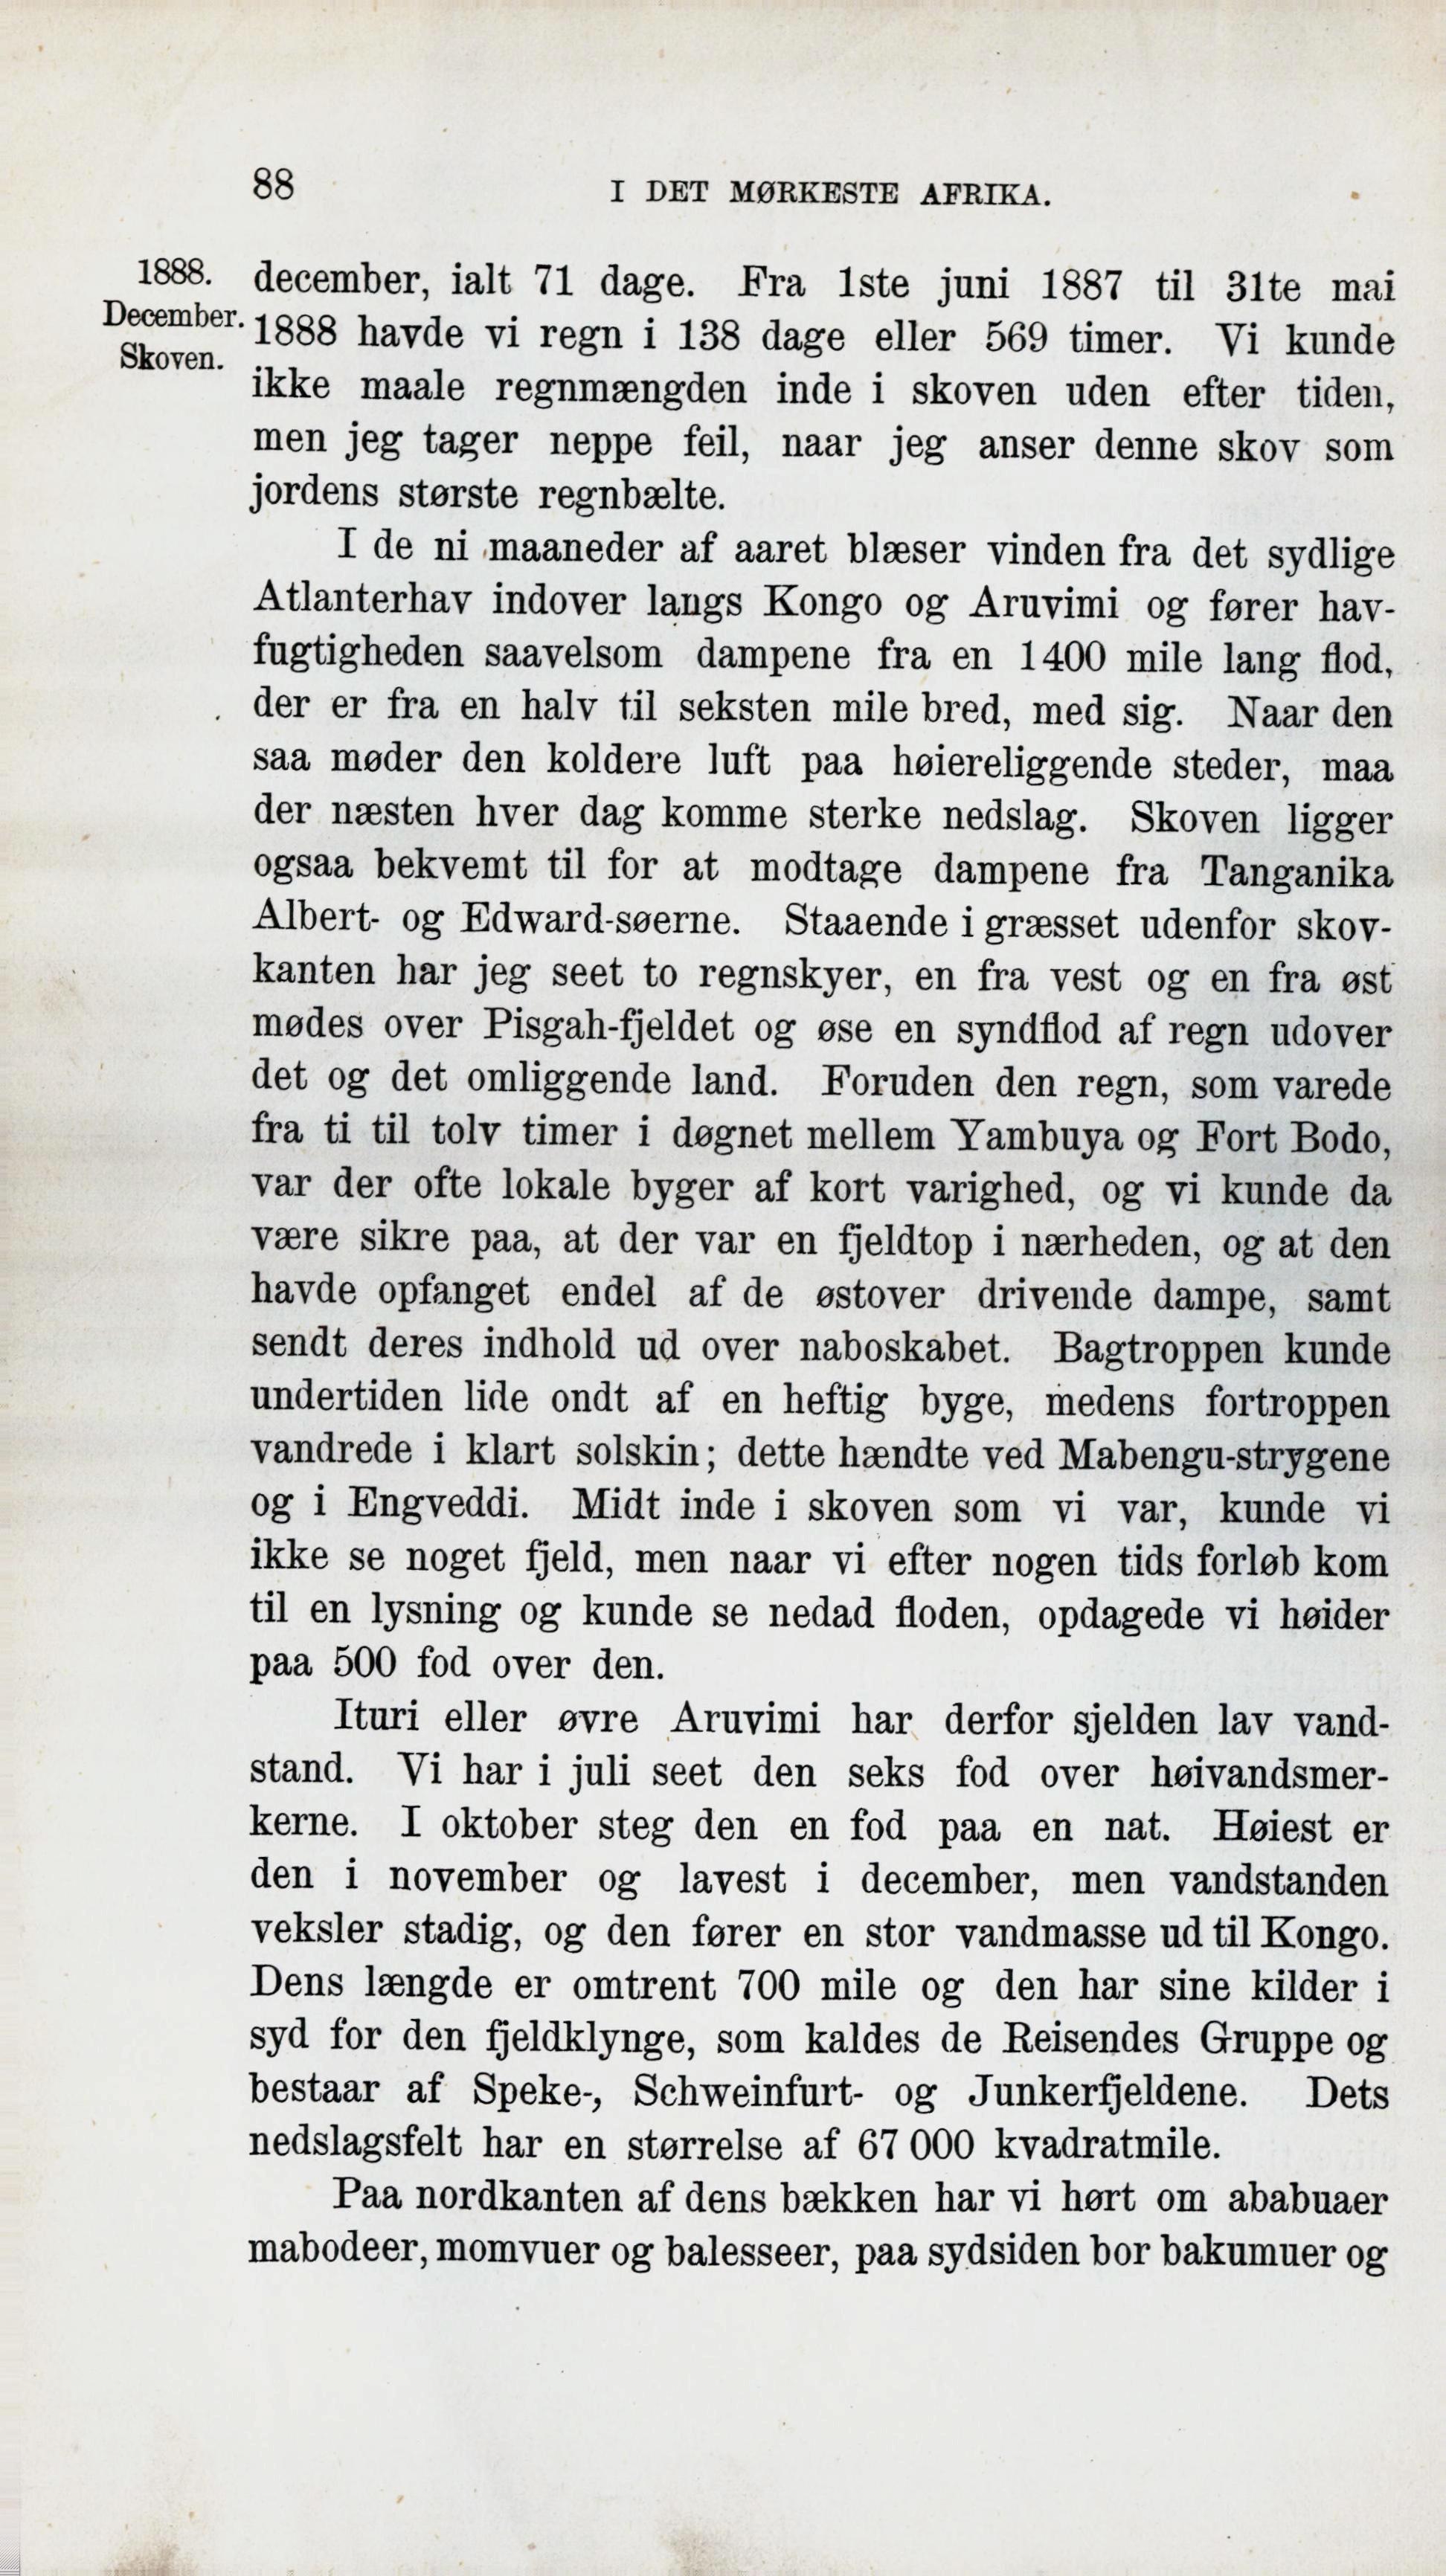 88
I DET MØRKESTE AFRIKA.
1888.
December.
Skoven.
december, ialt 71 dage. Fra 1ste juni 1887 til 31te mai
1888 havde vi regn i 138 dage eller 569 timer. Vi kunde
ikke maale regnmængden inde i skoven uden efter tiden,
men jeg tager neppe feil, naar jeg anser denne skov som
jordens største regnbælte.
I de ni maaneder af aaret blæser vinden fra det sydlige
Atlanterhav indover langs Kongo og Aruvimi og fører hav-
fugtigheden saavelsom dampene fra en 1400 mile lang flod,
der er fra en halv til seksten mile bred, med sig. Naar den
saa møder den koldere luft paa høiereliggende steder, maa
der næsten hver dag komme sterke nedslag. Skoven ligger
ogsaa bekvemt til for at modtage dampene fra Tanganika
Albert- og Edward-søerne. Staaende i græsset udenfor skov-
kanten har jeg seet to regnskyer, en fra vest og en fra øst
mødes over Pisgah-fjeldet og øse en syndflod af regn udover
det og det omliggende land. Foruden den regn, som varede
fra ti til tolv timer i døgnet mellem Yambuya og Fort Bodo,
var der ofte lokale byger af kort varighed, og vi kunde da
være sikre paa, at der var en fjeldtop i nærheden, og at den
havde opfanget endel af de østover drivende dampe, samt
sendt deres indhold ud over naboskabet. Bagtroppen kunde
undertiden lide ondt af en heftig byge, medens fortroppen
vandrede i klart solskin; dette hændte ved Mabengu-strygene
og i Engveddi. Midt inde i skoven som vi var, kunde vi
ikke se noget fjeld, men naar vi efter nogen tids forløb kom
til en lysning og kunde se nedad floden, opdagede vi høider
paa 500 fod over den.
Ituri eller øvre Aruvimi har derfor sjelden lav vand-
stand. Vi har i juli seet den seks fod over høivandsmer-
kerne. I oktober steg den en fod paa en nat. Høiest er
den i november og lavest i december, men vandstanden
veksler stadig, og den fører en stor vandmasse ud til Kongo.
Dens længde er omtrent 700 mile og den har sine kilder i
syd for den fjeldklynge, som kaldes de Reisendes Gruppe og
bestaar af Speke-, Schweinfurt- og Junkerfjeldene. Dets
nedslagsfelt har en størrelse af 67 000 kvadratmile.
Paa nordkanten af dens bækken har vi hørt om ababuaer
mabodeer, momvuer og balesseer, paa sydsiden bor bakumuer og